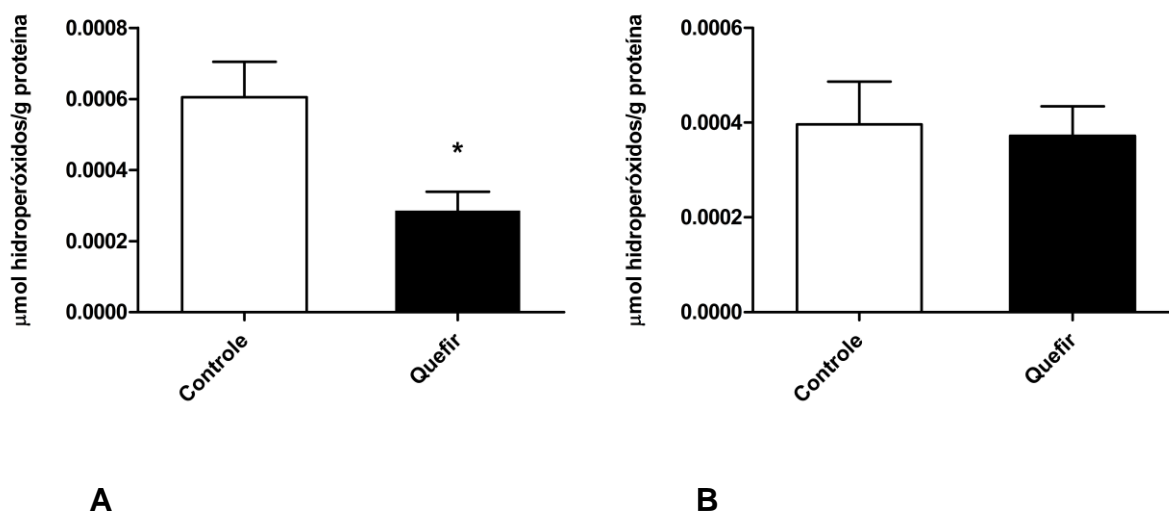 μmol hidroperóxidos/g proteína
0.0008
0.0006
0.0004
0.0002
0.0000
*
Controle
Quefir
A
μmol hidroperóxidos/g proteína
0.0006
0.0004
0.0002
0.0000
Controle
Quefir
B